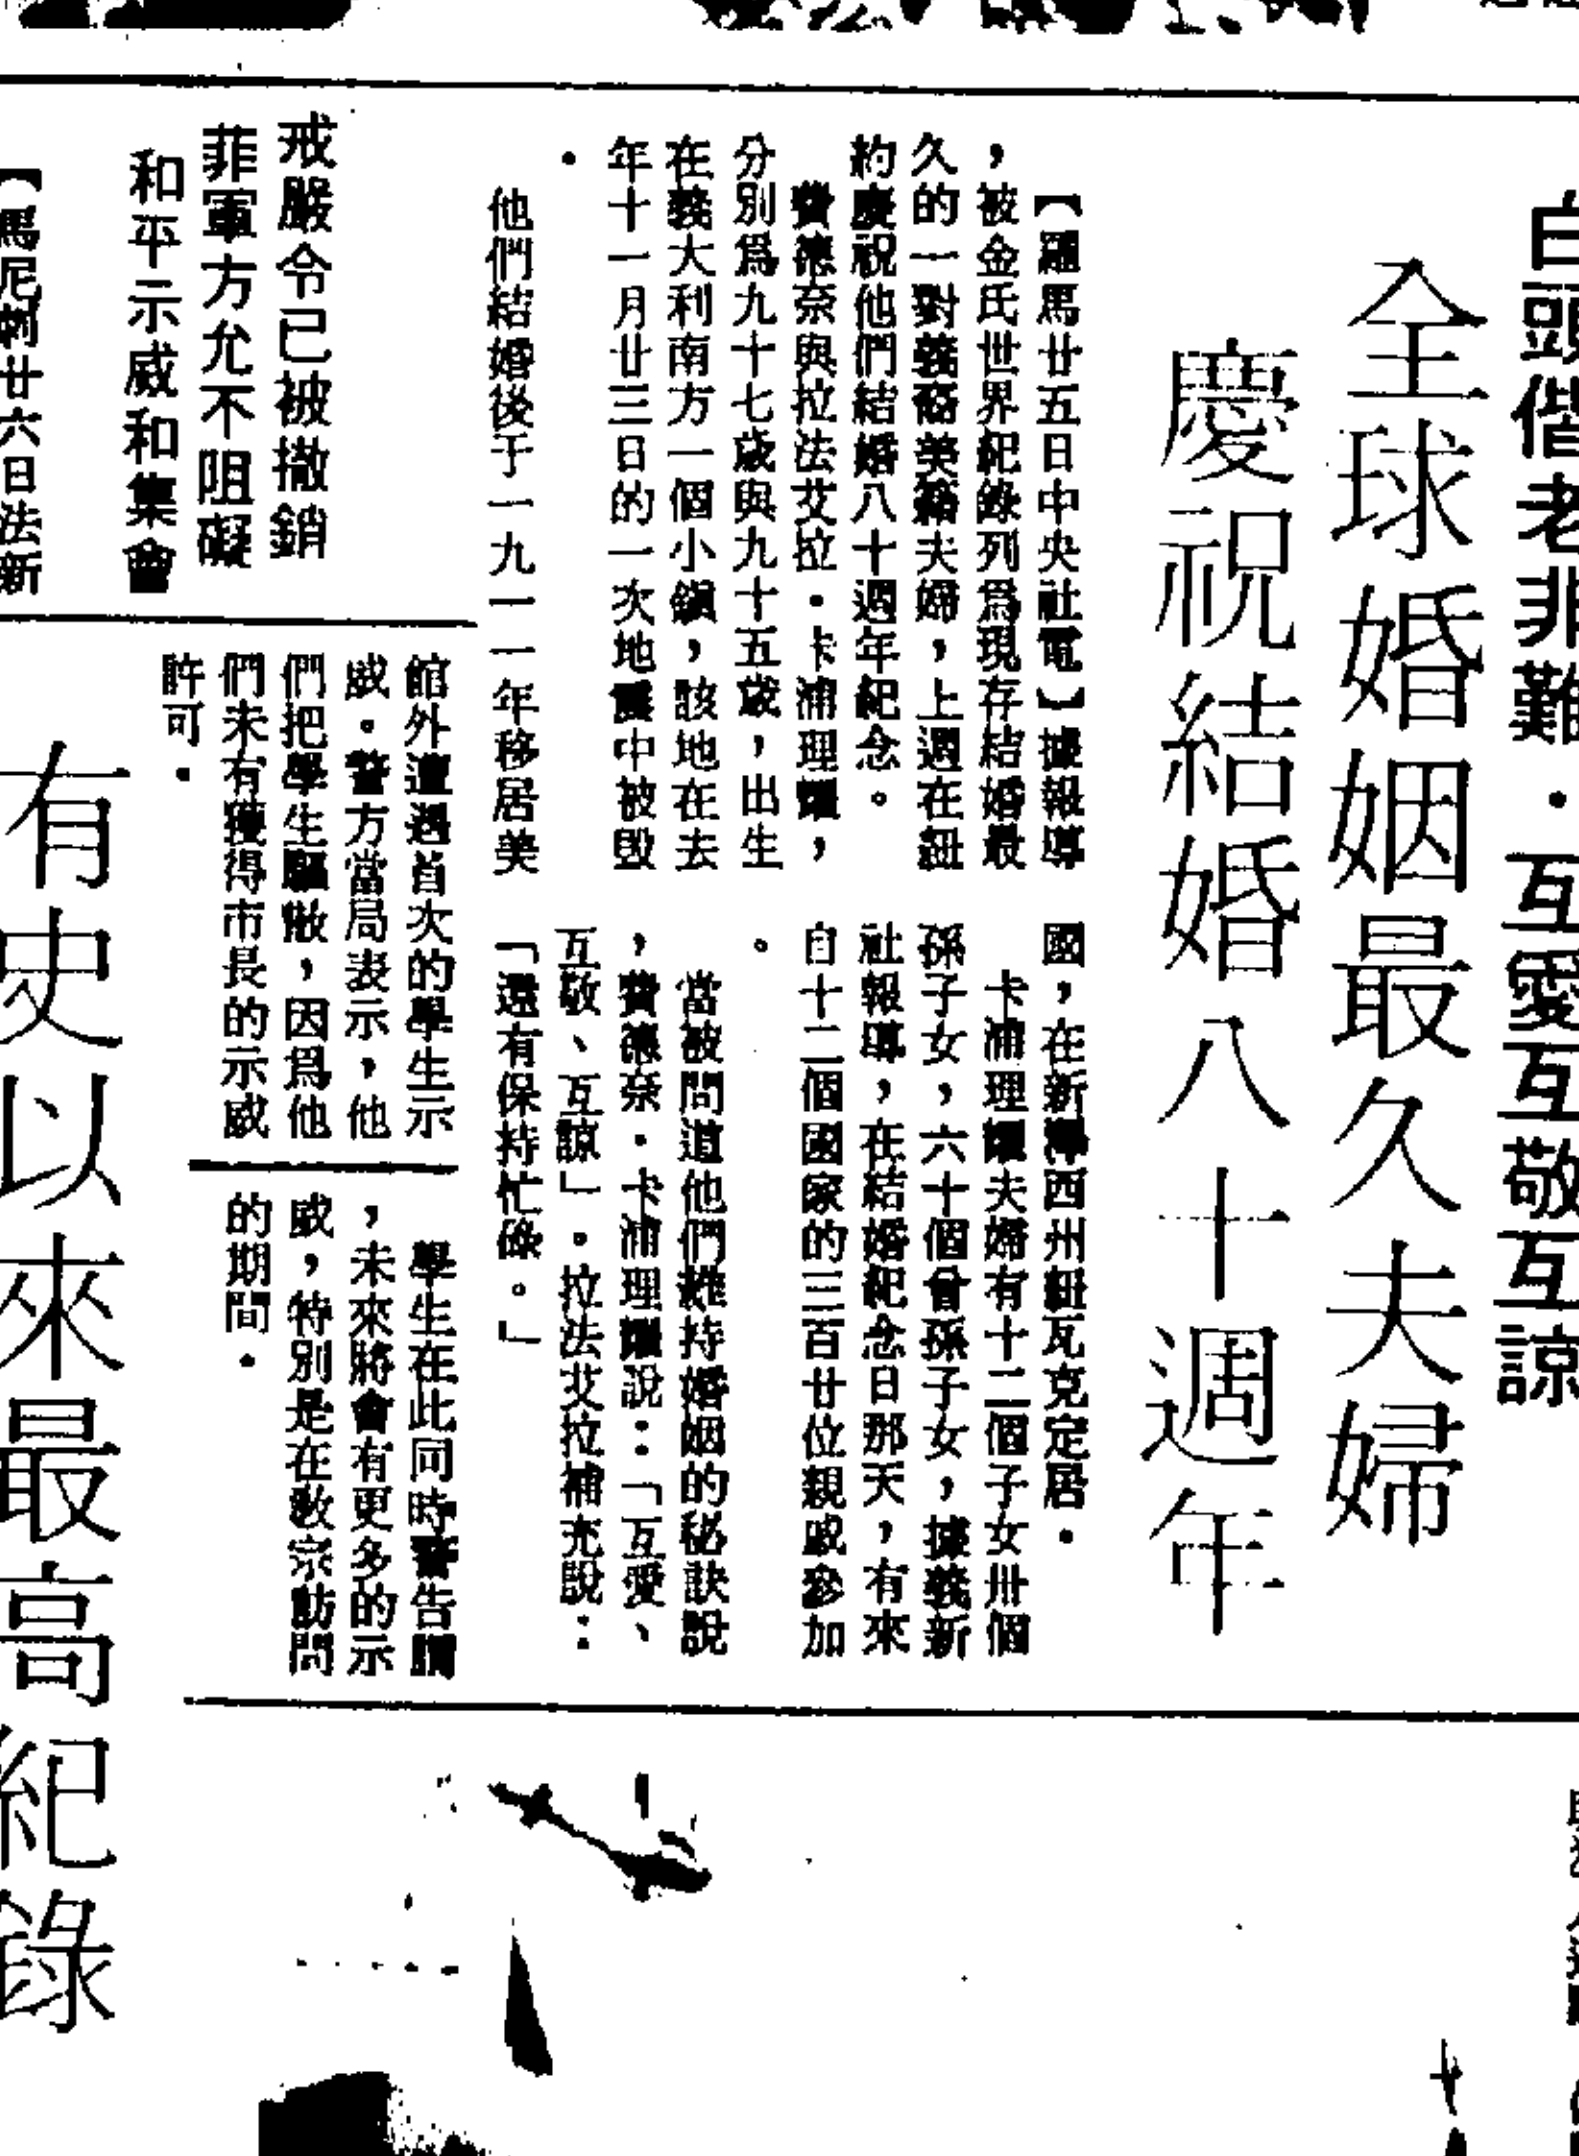 白頭偕老非難·互愛互敬互諒
全球婚姻最久夫婦
慶祝結婚八十週年
【羅馬廿五日中央社電】據報導
，被金氏世界紀錄列爲現存結婚最
久的一對義裔美籍夫婦，上週在紐
約慶祝他們結婚八十週年紀念。
費德奈與拉法艾拉·卡浦理、
分別爲九十七歲與九十五歲，出生
在義大利南方一個小鎮，該地在去
年十一月廿三日的一次地震中被毀
·
他們結婚後于一九一一年移居美
國，在新澤西州紐瓦克定居·
卡浦理夫婦有十二個子女卅個
孫子女，六十個曾孫子女，據義新
社報導，在結婚紀念日那天，有來
自十二個國家的三百廿位親戚參加
。
當被問道他們維持婚姻的秘訣說
，費德奈·卡浦理說：「互愛、
互敬、互諒」。拉法艾拉補充說：
「還有保持忙碌。」
戒嚴令已被撤銷
菲軍方允不阻礙
和平示威和集會
【馬尼剌廿六日法新
館外遭遇首次的學生示
威。警方當局表示，他
們把學生驅散，因爲他
們未有獲得市長的示威
許可·
學生在此同時警告謂
，未來將會有更多的示
威，特別是在教宗訪問
的期間·
有史以來最高紀錄